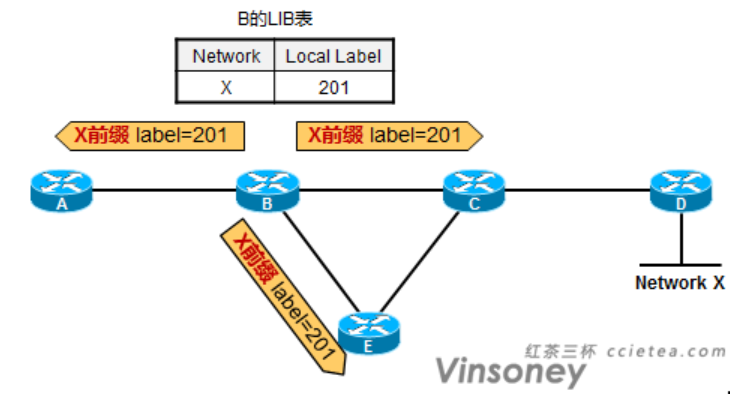 B的LIB表
Network Local Label
X 201
X前缀 label=201
X前缀 label=201
A
B
C
D
X前缀 label=201
E
Network X
红茶三杯 ccietea.com
Vinsoney